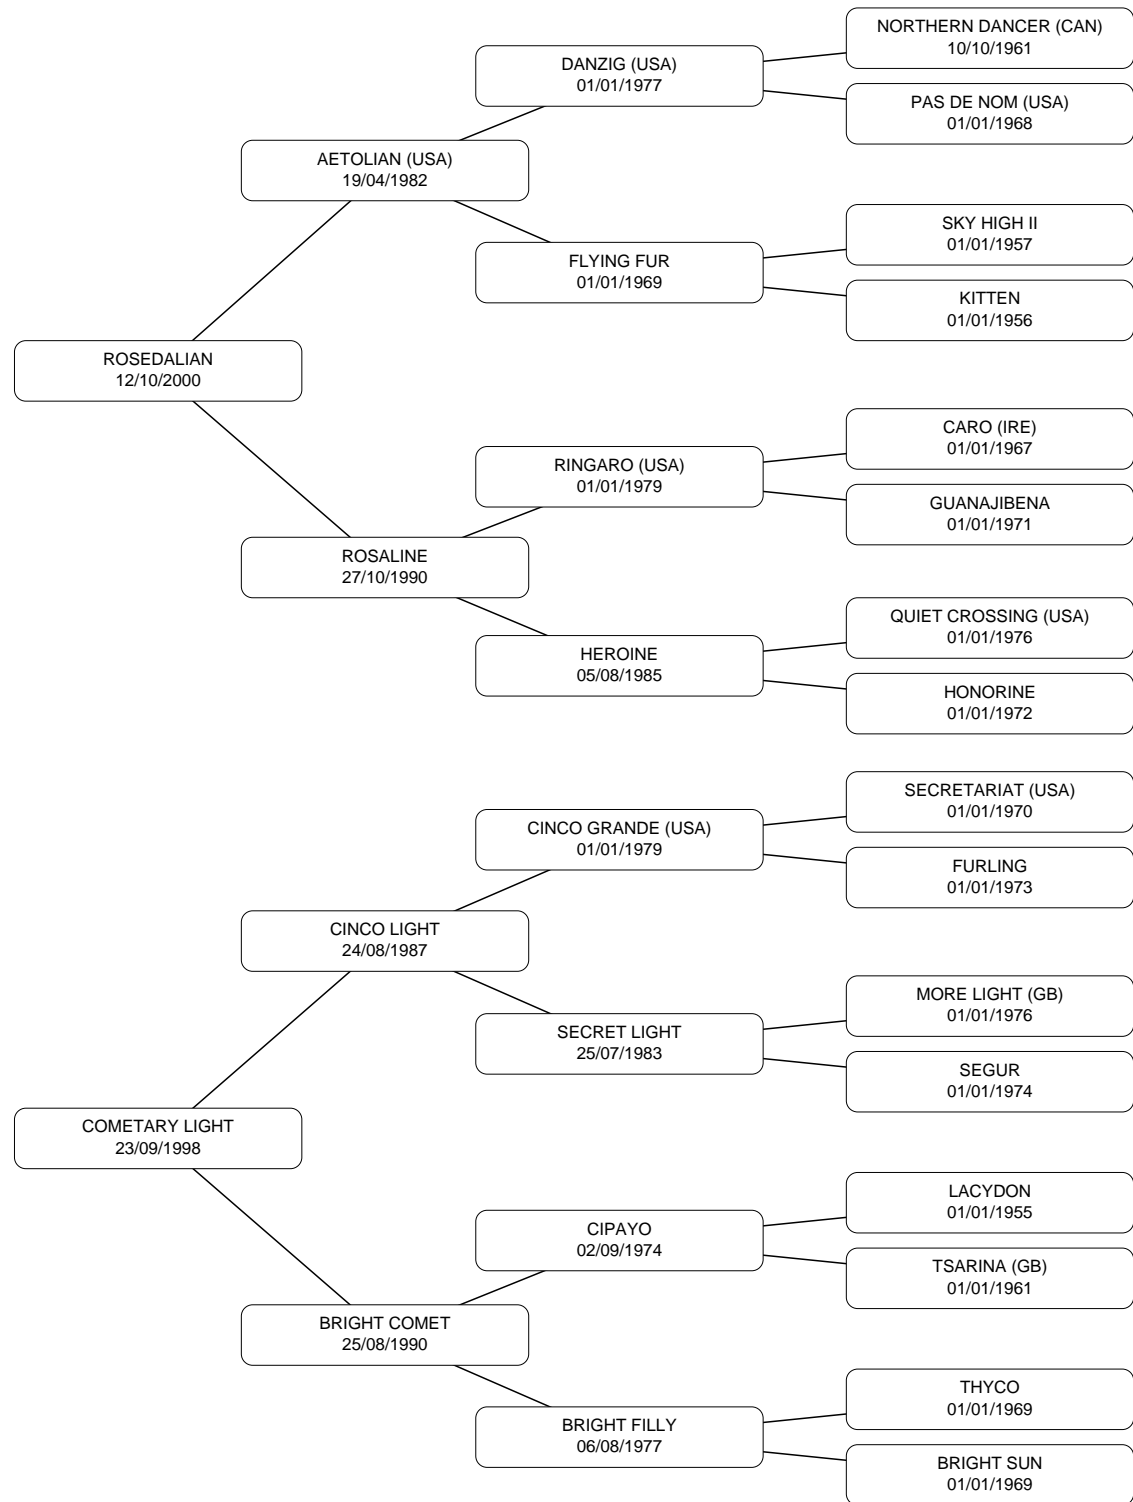 NORTHERN DANCER (CAN)
10/10/1961
DANZIG (USA)
01/01/1977
PAS DE NOM (USA)
01/01/1968
AETOLIAN (USA)
19/04/1982
SKY HIGH II
01/01/1957
FLYING FUR
01/01/1969
KITTEN
01/01/1956
ROSEDALIAN
12/10/2000
CARO (IRE)
01/01/1967
RINGARO (USA)
01/01/1979
GUANAJIBENA
01/01/1971
ROSALINE
27/10/1990
QUIET CROSSING (USA)
01/01/1976
HEROINE
05/08/1985
HONORINE
01/01/1972
SECRETARIAT (USA)
01/01/1970
CINCO GRANDE (USA)
01/01/1979
FURLING
01/01/1973
CINCO LIGHT
24/08/1987
MORE LIGHT (GB)
01/01/1976
SECRET LIGHT
25/07/1983
SEGUR
01/01/1974
COMETARY LIGHT
23/09/1998
LACYDON
01/01/1955
CIPAYO
02/09/1974
TSARINA (GB)
01/01/1961
BRIGHT COMET
25/08/1990
THYCO
01/01/1969
BRIGHT FILLY
06/08/1977
BRIGHT SUN
01/01/1969